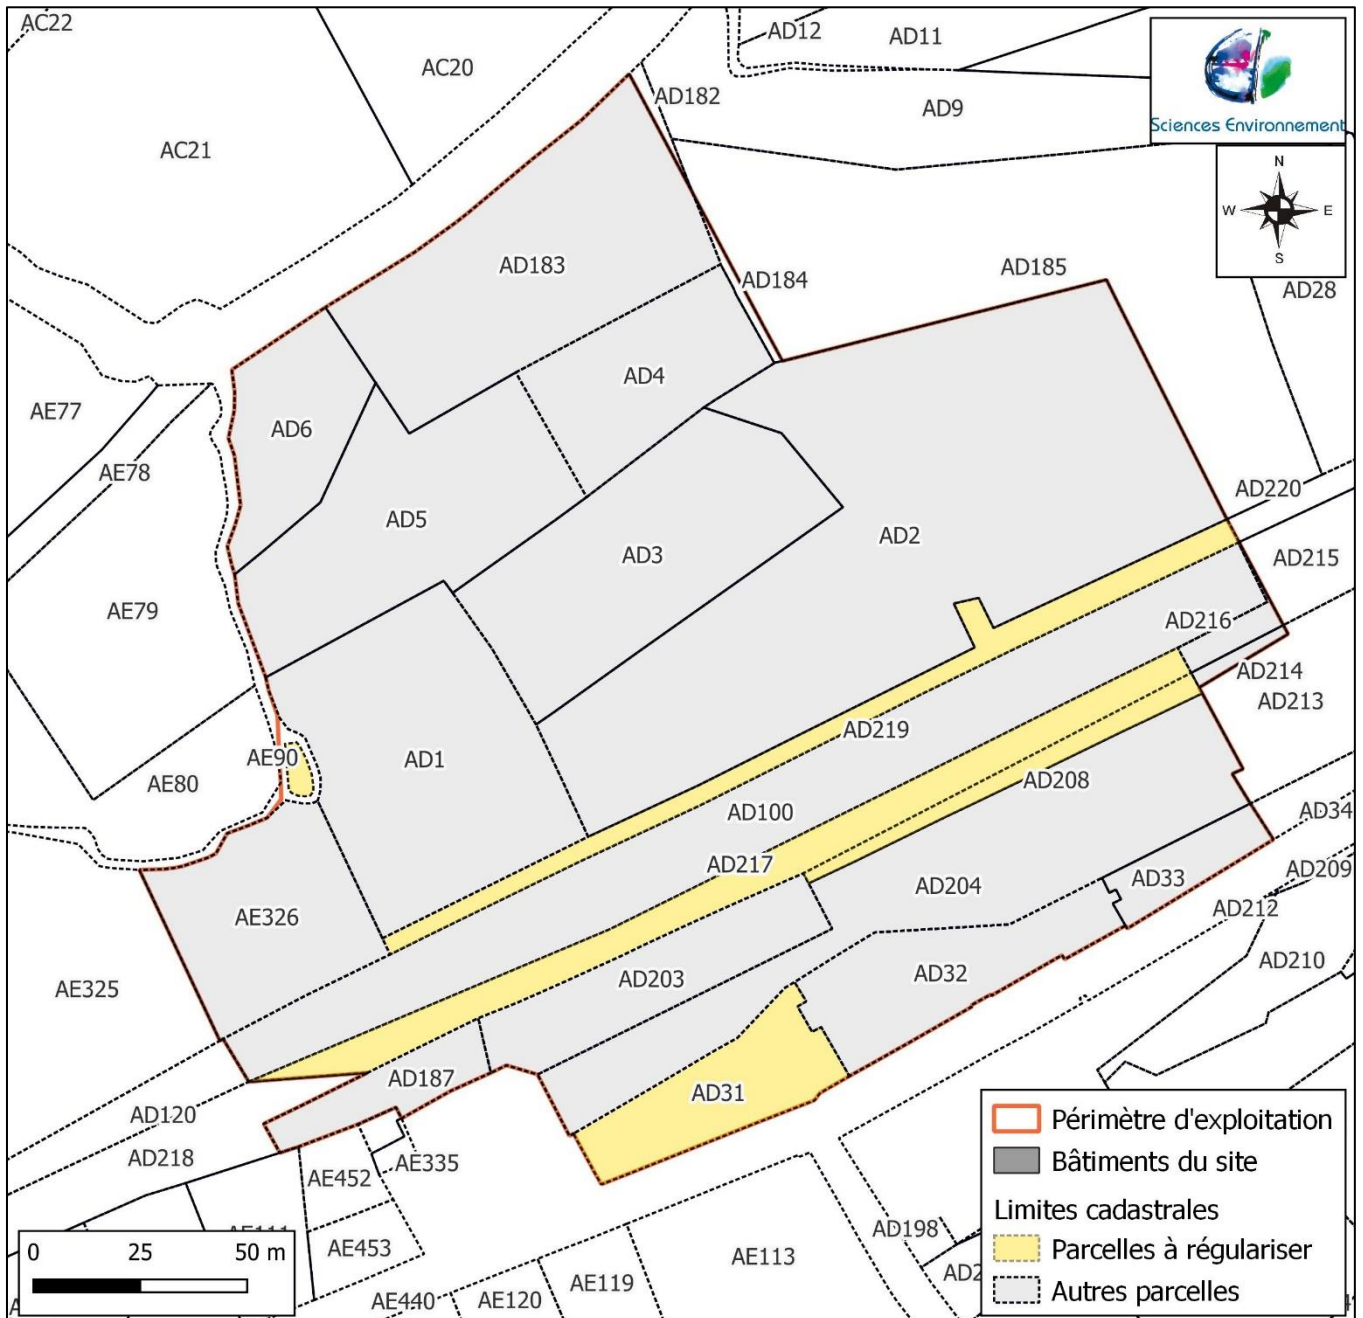 AC22
AC20
AC21
AD12
AD11
AD182
AD9
Sciences Environnement
N
W
E
S
AD183
AD184
AD185
AD28
AD4
AE77
AD6
AE78
AD220
AD5
AD3
AD2
AD215
AE79
AD216
AD214
AD213
AD219
AE90
AD1
AE80
AD208
AD100
AD34
AD217
AD209
AD204
AD33
AD212
AE326
AD210
AE325
AD203
AD32
AD187
AD31
AD120
AE335
AD218
AE452
AE453
AE113
AD198
AE119
AE440
AE120
0 25 50 m
Périmètre d'exploitation
Bâtiments du site
Limites cadastrales
Parcelles à régulariser
Autres parcelles